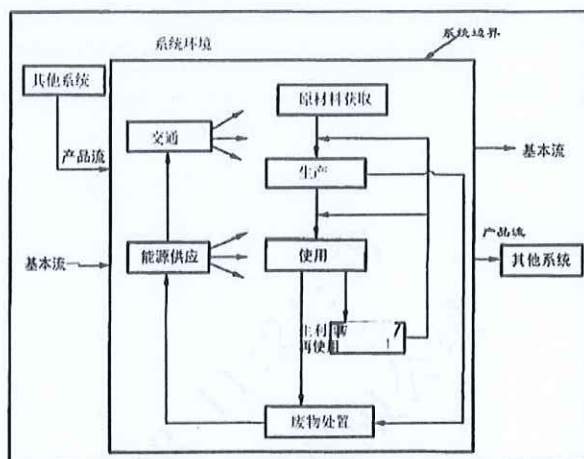 系统环境
系统边界
其他系统
原材料获取
交通
产品流
基本流
生产
产品流
基本流
能源供应
使用
其他系统
再使用
废物处置